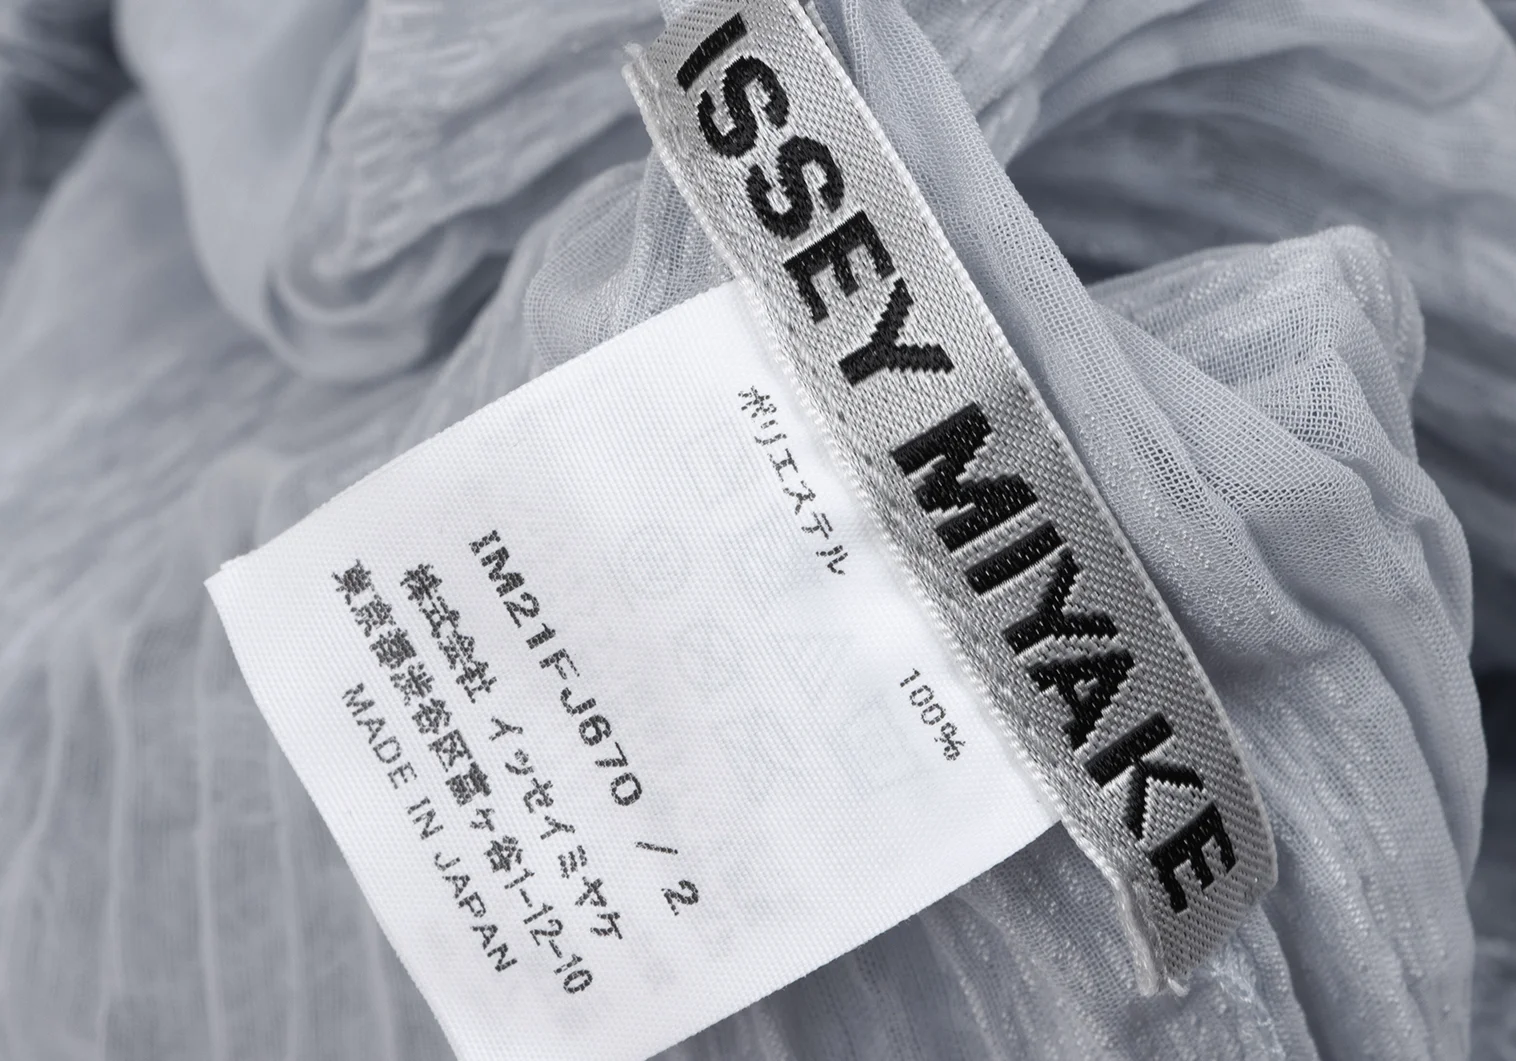 ISSEY MIYAKE
ポリエステル 100%
IM21FJ670 / 2
株式会社 イッセイミヤケ
東京都渋谷区富ヶ谷1-12-10
MADE IN JAPAN